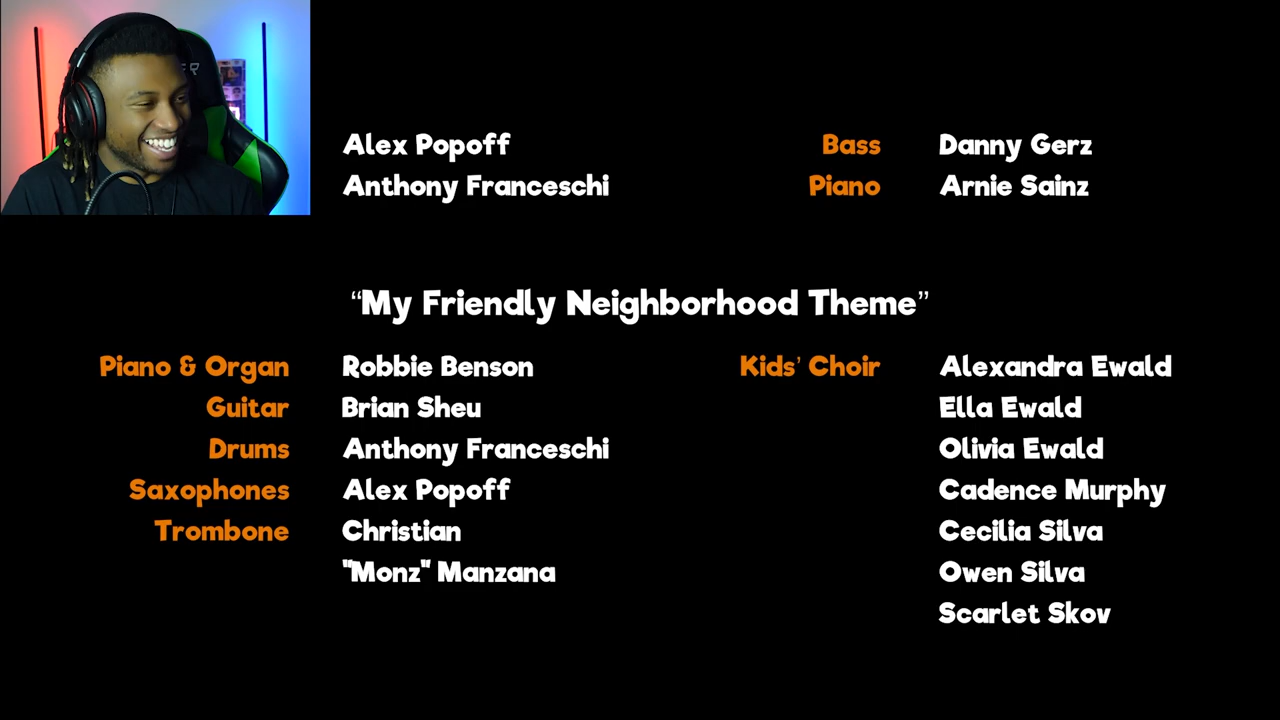 Alex Popoff
Anthony Franceschi
Bass Danny Gerz
Piano Arnie Sainz
“My Friendly Neighborhood Theme”
Piano & Organ Robbie Benson
Guitar Brian Sheu
Drums Anthony Franceschi
Saxophones Alex Popoff
Trombone Christian
"Monz" Manzana
Kids’ Choir Alexandra Ewald
Ella Ewald
Olivia Ewald
Cadence Murphy
Cecilia Silva
Owen Silva
Scarlet Skov